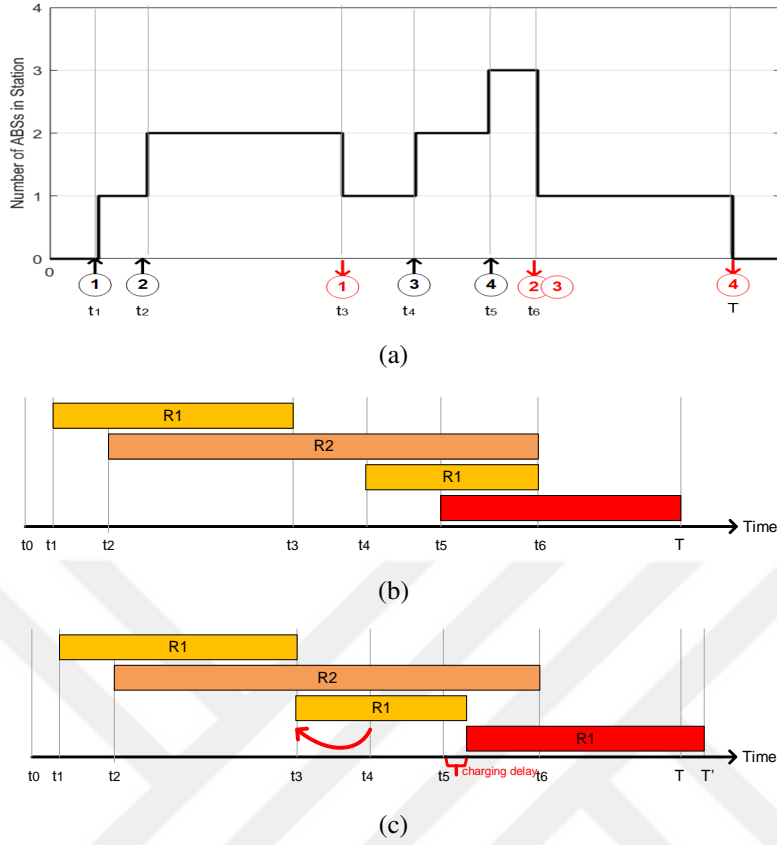 Number of ABSs in Station
4
3
2
1
0
0
1 2 1 3 4 2 3 4
t1 t2 t3 t4 t5 t6 T
(a)
R1
R2
R1
Time
t0 t1 t2 t3 t4 t5 t6 T
(b)
R1
R2
R1
R1
Time
t0 t1 t2 t3 t4 t5 charging delay t6 T T'
(c)